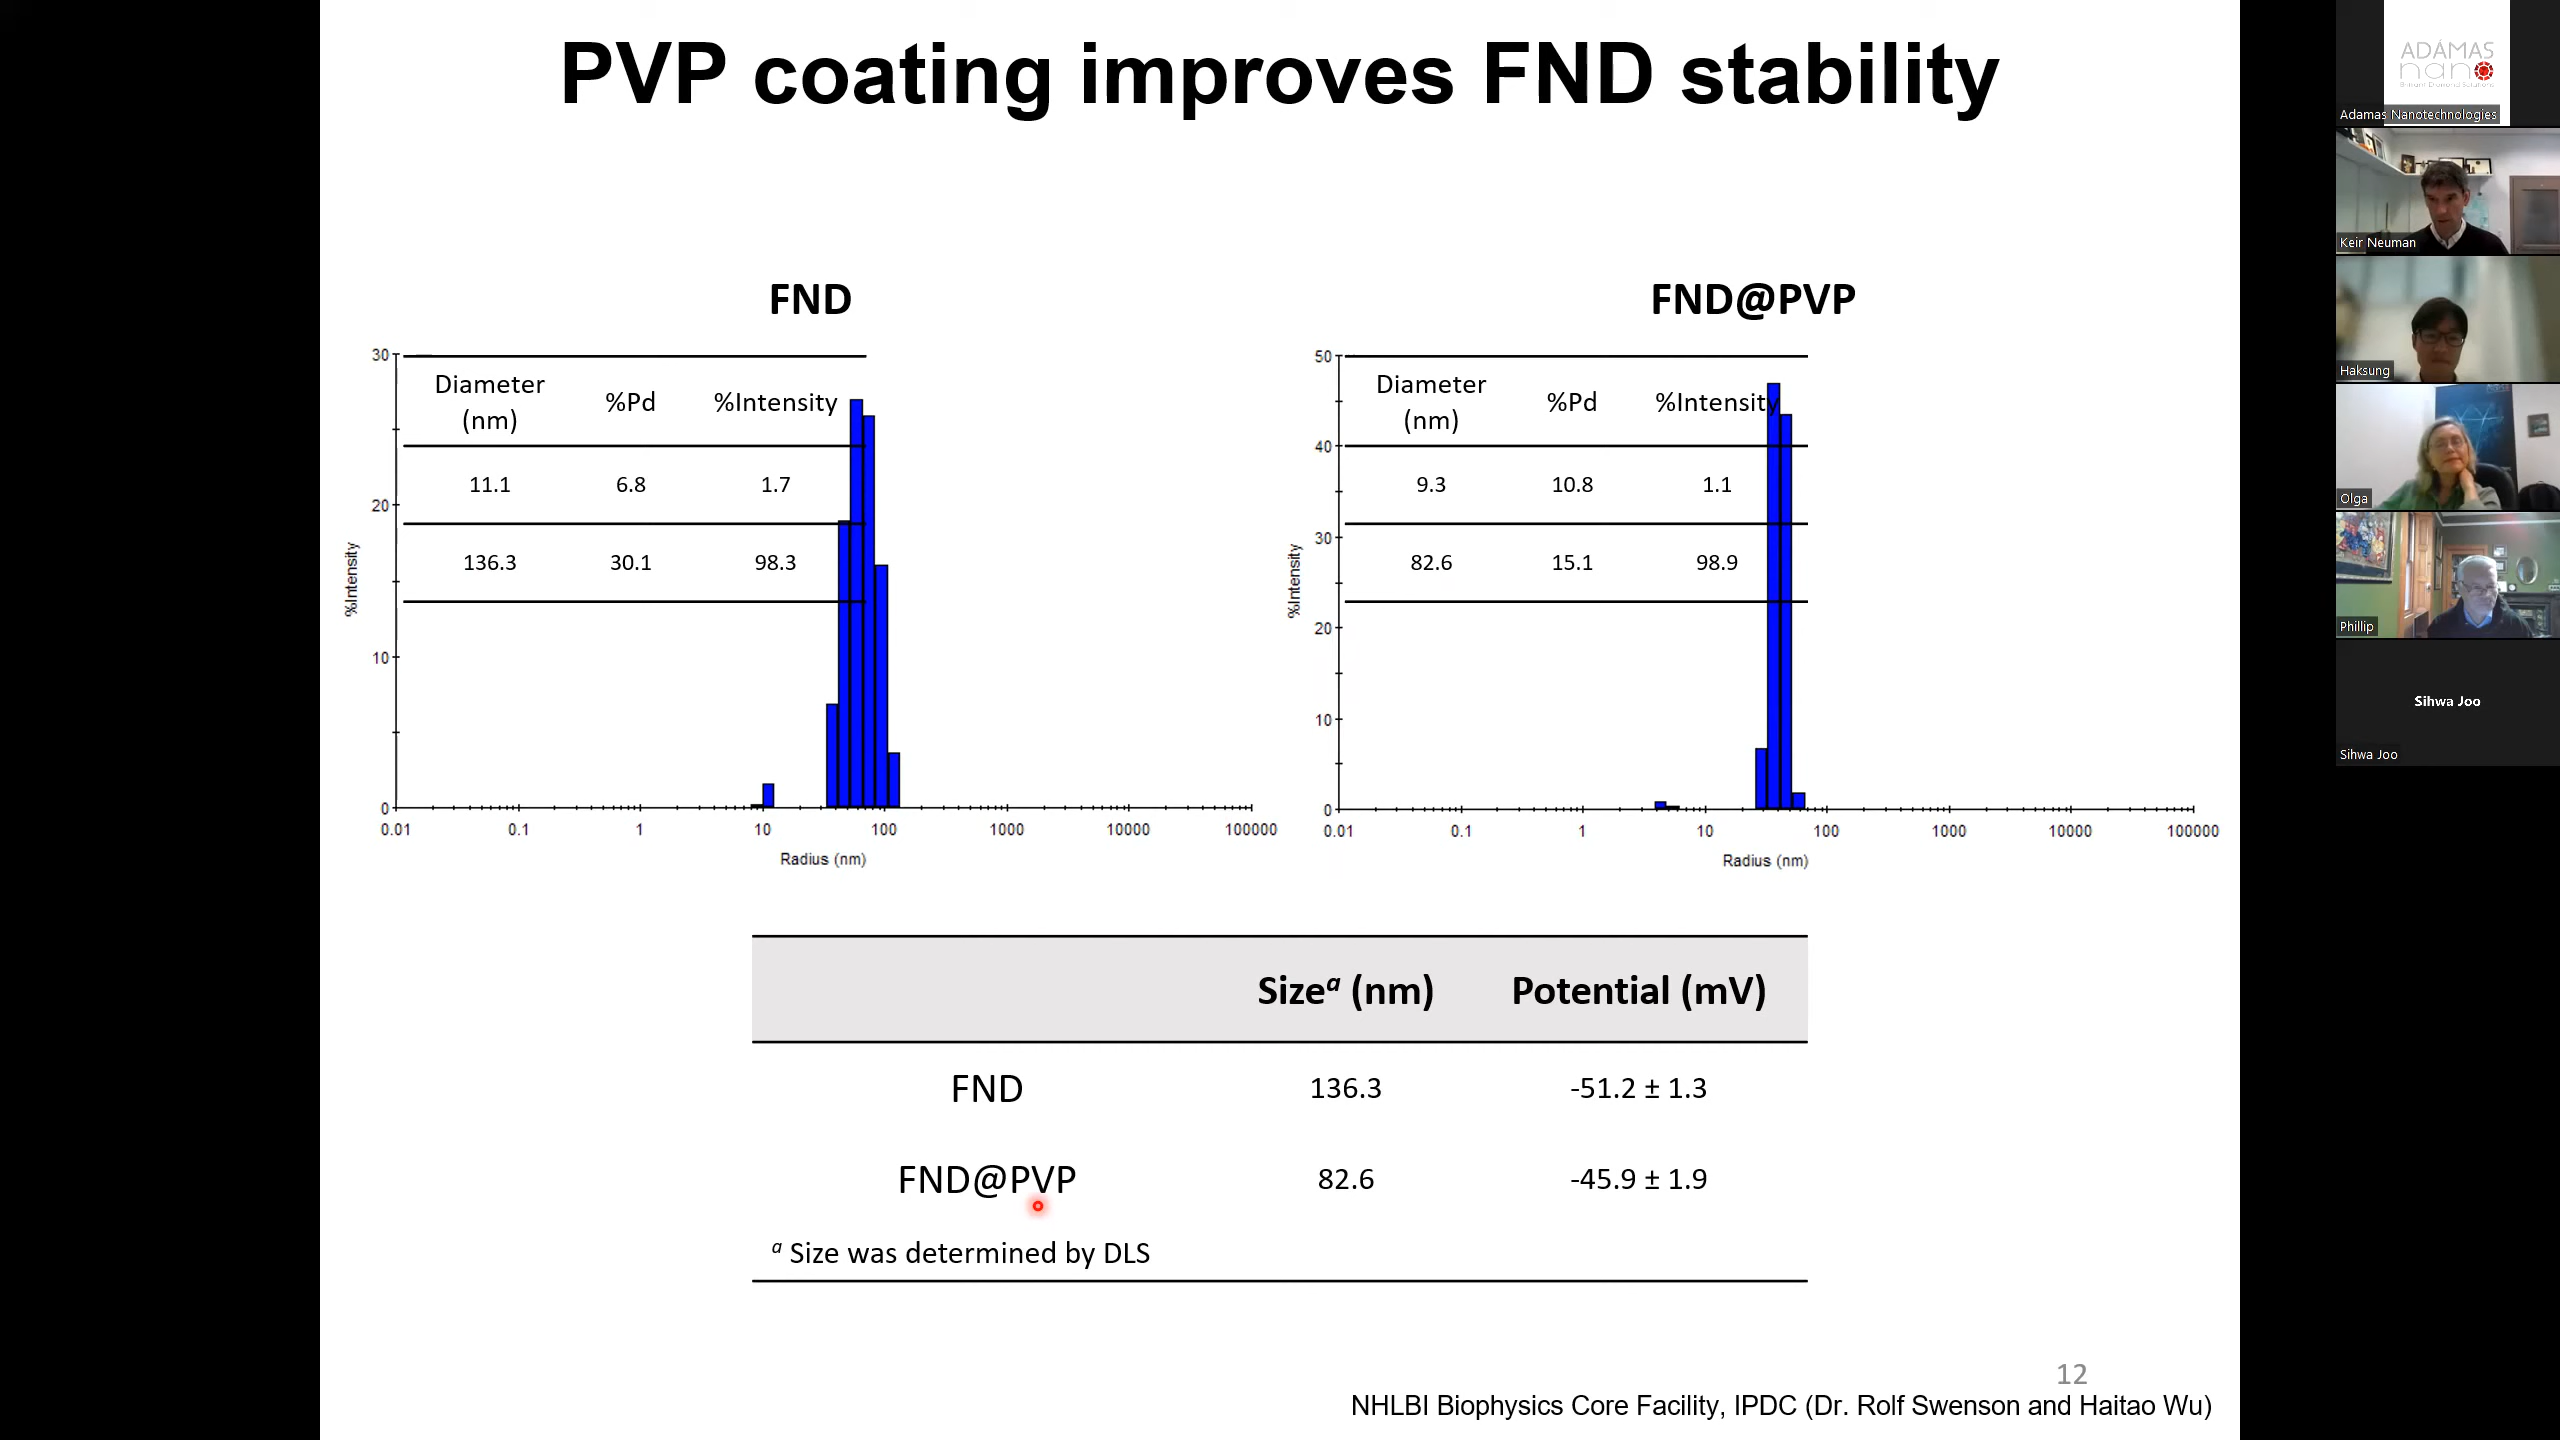 PVP coating improves FND stability
FND
30
20
10
0
%Intensity
Diameter (nm) %Pd %Intensity
11.1 6.8 1.7
136.3 30.1 98.3
0.01 0.1 1 10 100 1000 10000 100000
Radius (nm)
FND@PVP
50
40
30
20
10
0
%Intensity
Diameter (nm) %Pd %Intensity
9.3 10.8 1.1
82.6 15.1 98.9
0.01 0.1 1 10 100 1000 10000 100000
Radius (nm)
Sizeᵃ (nm) Potential (mV)
FND 136.3 -51.2 ± 1.3
FND@PVP 82.6 -45.9 ± 1.9
ᵃ Size was determined by DLS
12
NHLBI Biophysics Core Facility, IPDC (Dr. Rolf Swenson and Haitao Wu)
ADÁMAS
nano
Adamas Nanotechnologies
Keir Neuman
Haksung
Olga
Phillip
Sihwa Joo
Sihwa Joo